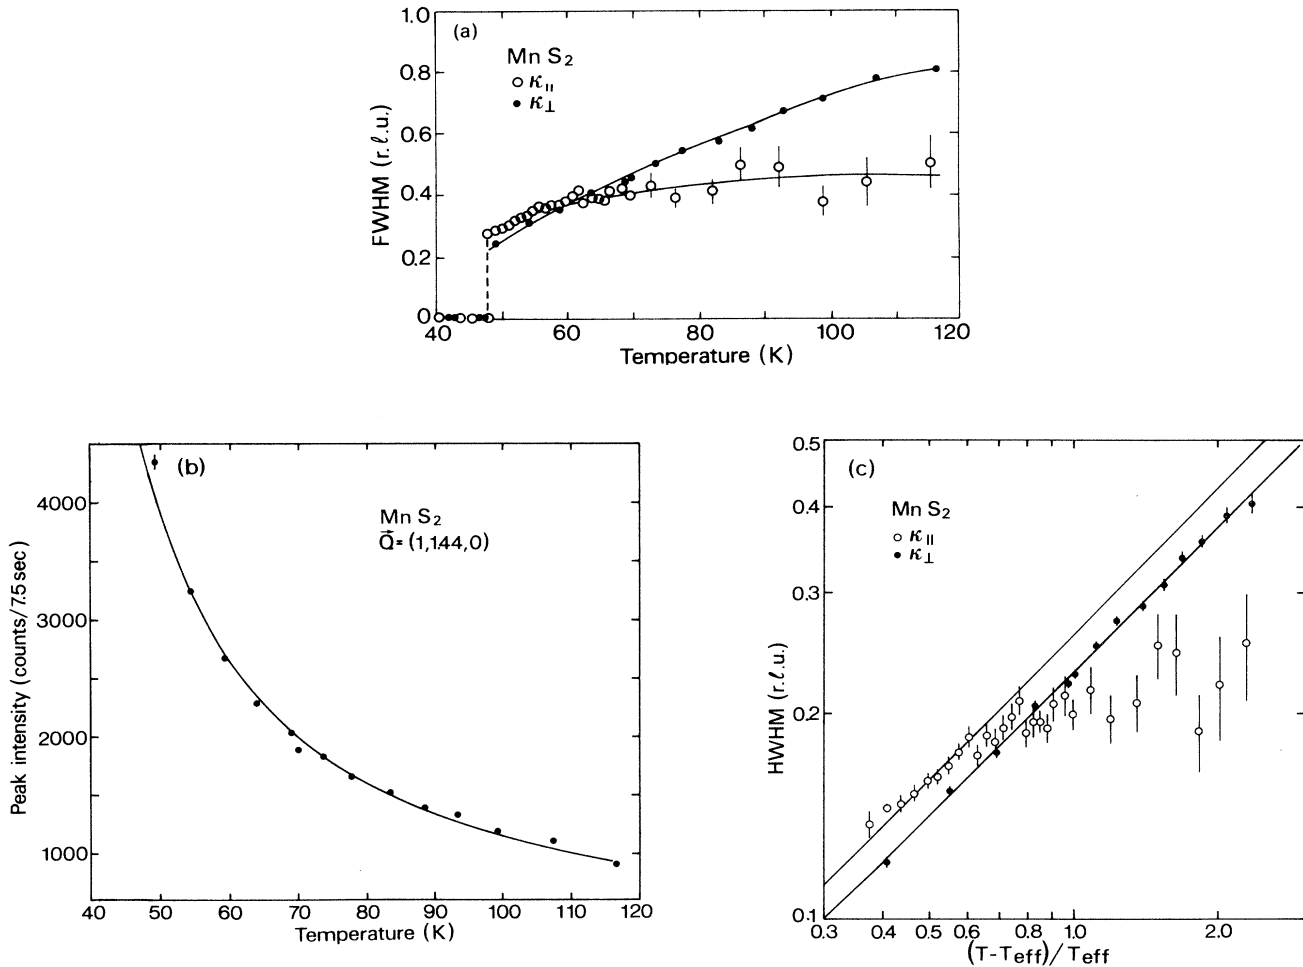 1.0
(a)
Mn S2
κ∥
κ⊥
0.8
0.6
0.4
0.2
0
FWHM (r.ℓ.u.)
40 60 80 100 120
Temperature (K)
(b)
Mn S2
Q⃗= (1,1.44,0)
4000
3000
2000
1000
Peak intensity (counts/7.5 sec)
40 50 60 70 80 90 100 110 120
Temperature (K)
0.5
(c)
Mn S2
κ∥
κ⊥
0.4
0.3
0.2
0.1
HWHM (r.l.u.)
0.3 0.4 0.5 0.6 0.8 1.0 2.0
(T-Teff)/Teff